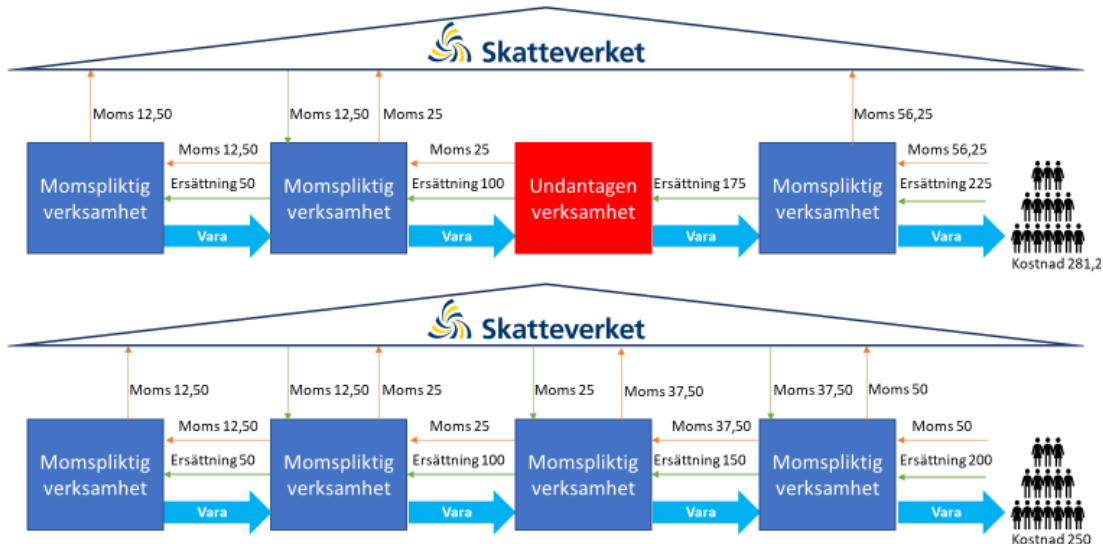 Skatteverket
Moms 12,50
Moms 12,50
Moms 25
Moms 56,25
Moms 12,50
Moms 25
Moms 56,25
Ersättning 50
Ersättning 100
Ersättning 175
Ersättning 225
Momspliktig
verksamhet
Momspliktig
verksamhet
Undantagen
verksamhet
Momspliktig
verksamhet
Vara
Vara
Vara
Vara
Kostnad 281,2
Skatteverket
Moms 12,50
Moms 12,50
Moms 25
Moms 25
Moms 37,50
Moms 37,50
Moms 50
Moms 12,50
Moms 25
Moms 37,50
Moms 50
Ersättning 50
Ersättning 100
Ersättning 150
Ersättning 200
Momspliktig
verksamhet
Momspliktig
verksamhet
Momspliktig
verksamhet
Momspliktig
verksamhet
Vara
Vara
Vara
Vara
Kostnad 250